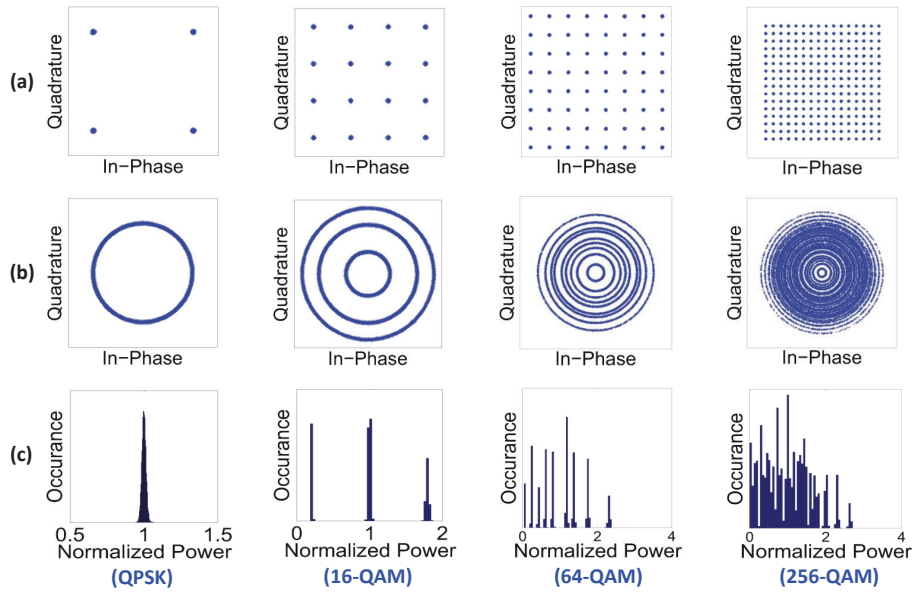 (a)
Quadrature
In−Phase
Quadrature
In−Phase
Quadrature
In−Phase
Quadrature
In−Phase
(b)
Quadrature
In−Phase
Quadrature
In−Phase
Quadrature
In−Phase
Quadrature
In−Phase
(c)
Occurance
0.5 1 1.5
Normalized Power
(QPSK)
Occurance
0 1 2
Normalized Power
(16-QAM)
Occurance
0 2 4
Normalized Power
(64-QAM)
Occurance
0 2 4
Normalized Power
(256-QAM)